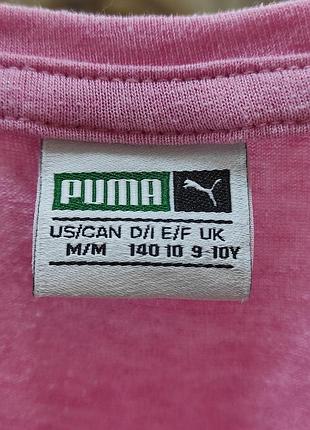 PUMA
US/CAN D/I E/F UK
M/M 140 10 9-10Y